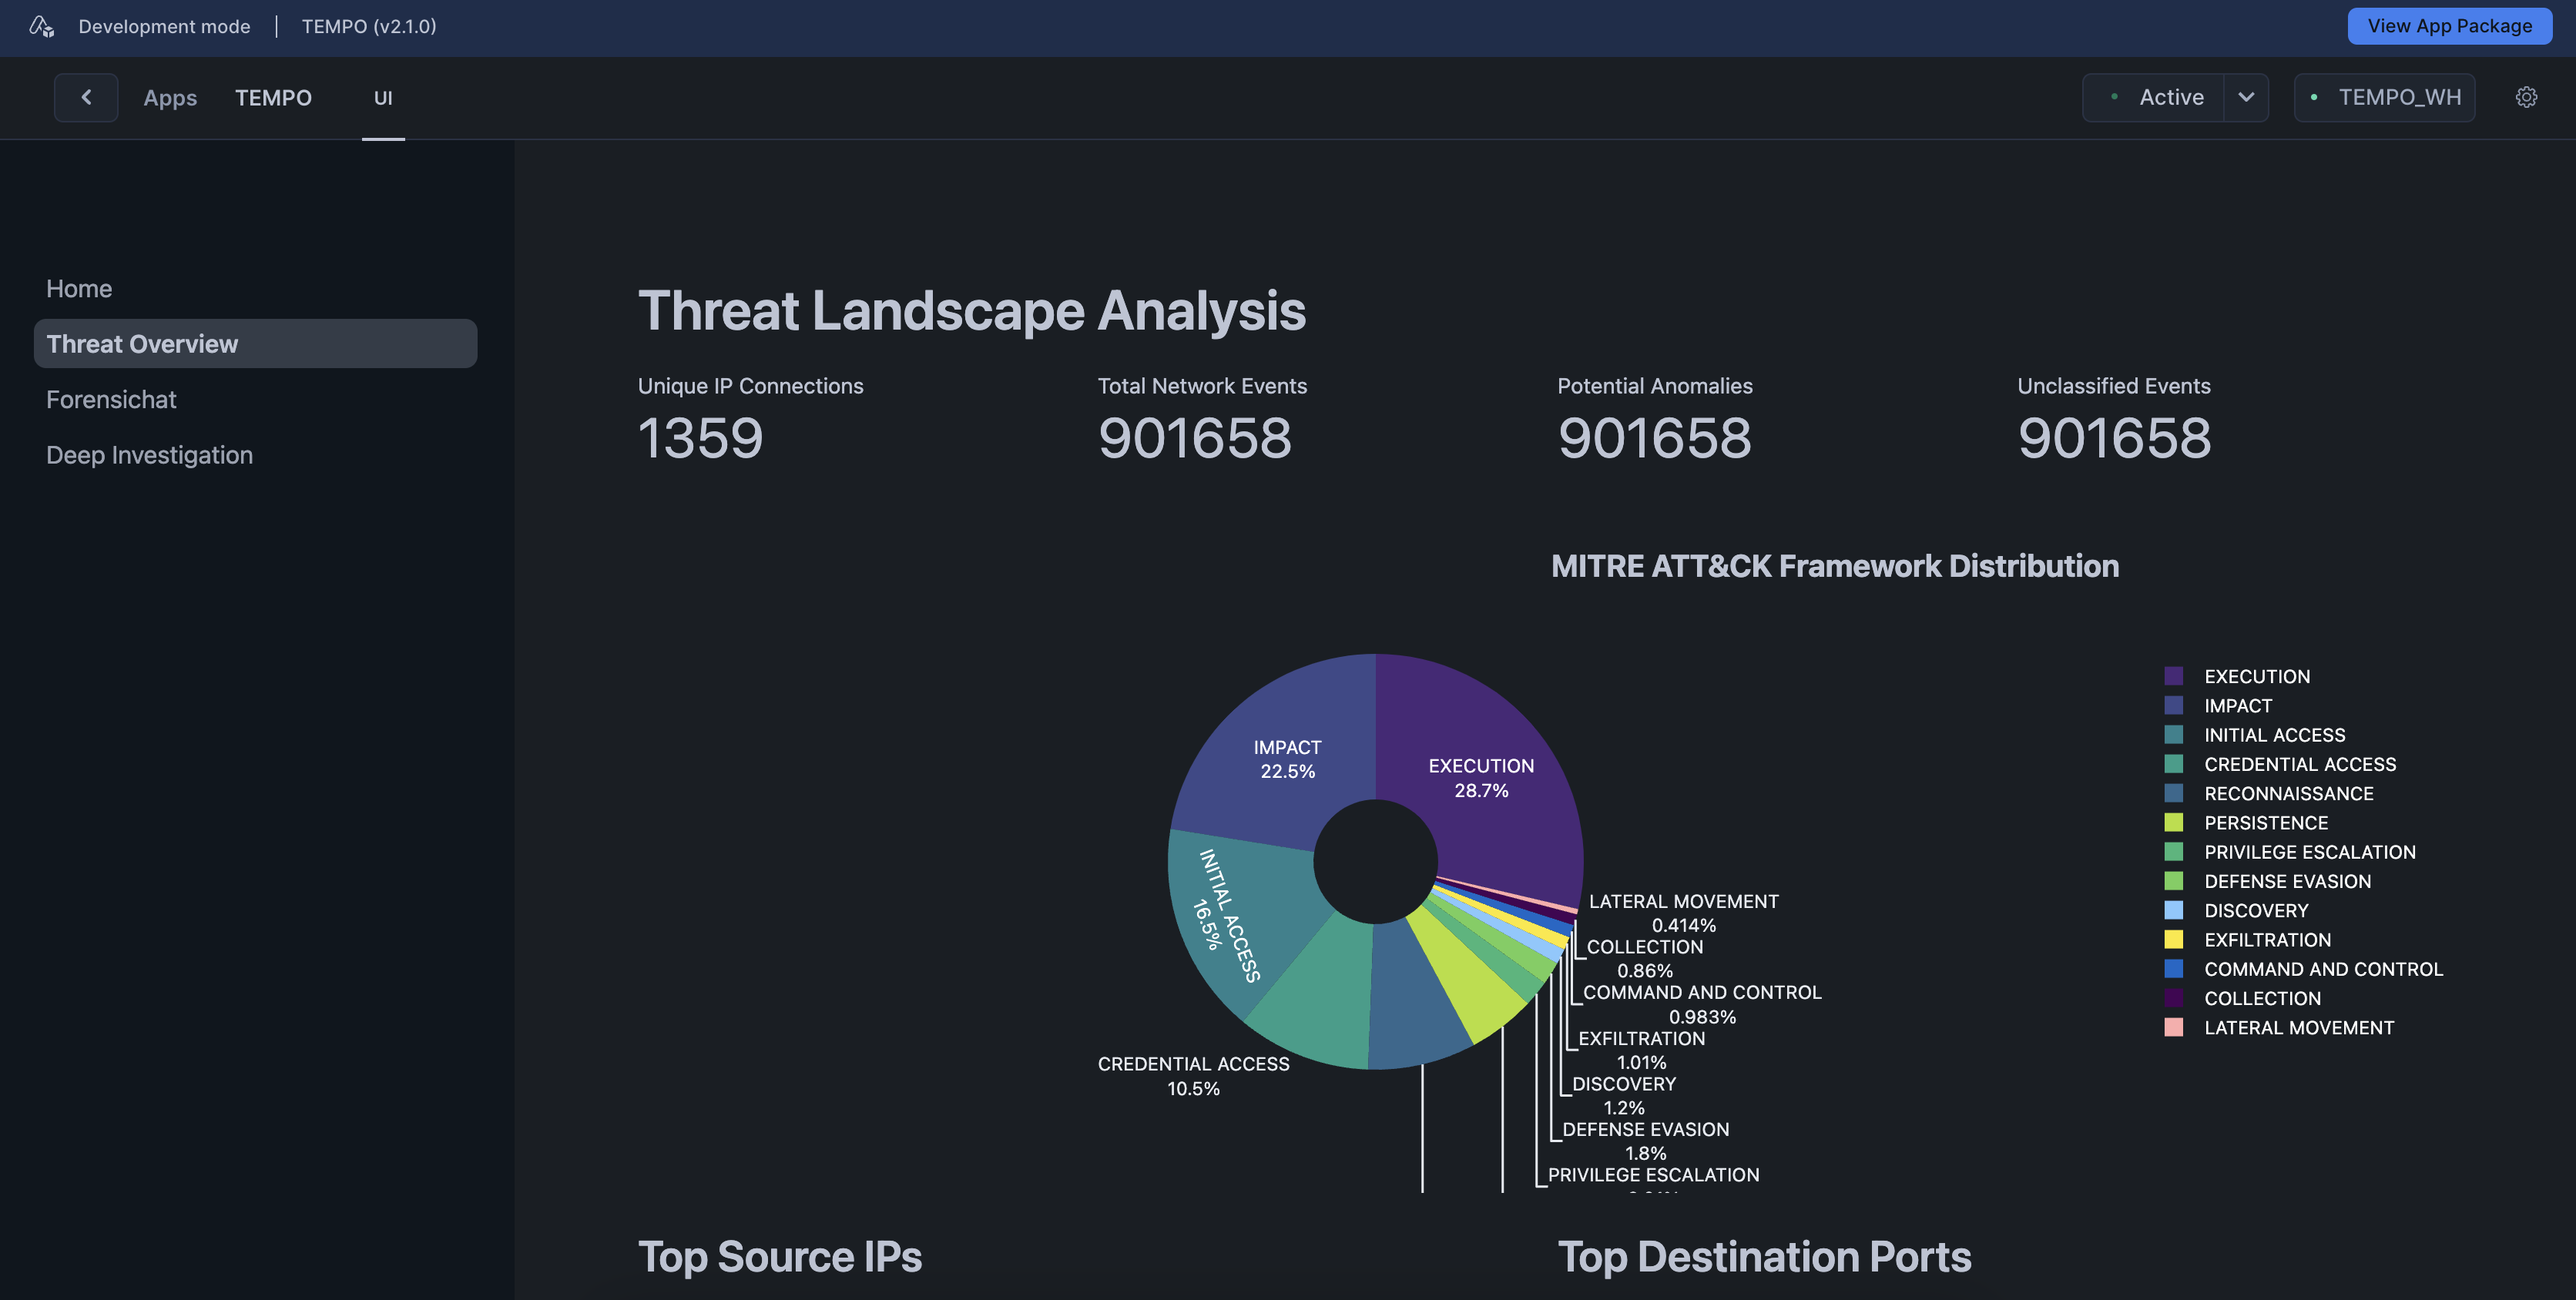 Development mode | TEMPO (v2.1.0)
View App Package
Apps TEMPO UI
Active
TEMPO_WH
Home
Threat Overview
Forensichat
Deep Investigation
Threat Landscape Analysis
Unique IP Connections
1359
Total Network Events
901658
Potential Anomalies
901658
Unclassified Events
901658
MITRE ATT&CK Framework Distribution
IMPACT
22.5%
EXECUTION
28.7%
INITIAL ACCESS
16.5%
CREDENTIAL ACCESS
10.5%
LATERAL MOVEMENT
0.414%
COLLECTION
0.86%
COMMAND AND CONTROL
0.983%
EXFILTRATION
1.01%
DISCOVERY
1.2%
DEFENSE EVASION
1.8%
PRIVILEGE ESCALATION
EXECUTION
IMPACT
INITIAL ACCESS
CREDENTIAL ACCESS
RECONNAISSANCE
PERSISTENCE
PRIVILEGE ESCALATION
DEFENSE EVASION
DISCOVERY
EXFILTRATION
COMMAND AND CONTROL
COLLECTION
LATERAL MOVEMENT
Top Source IPs
Top Destination Ports